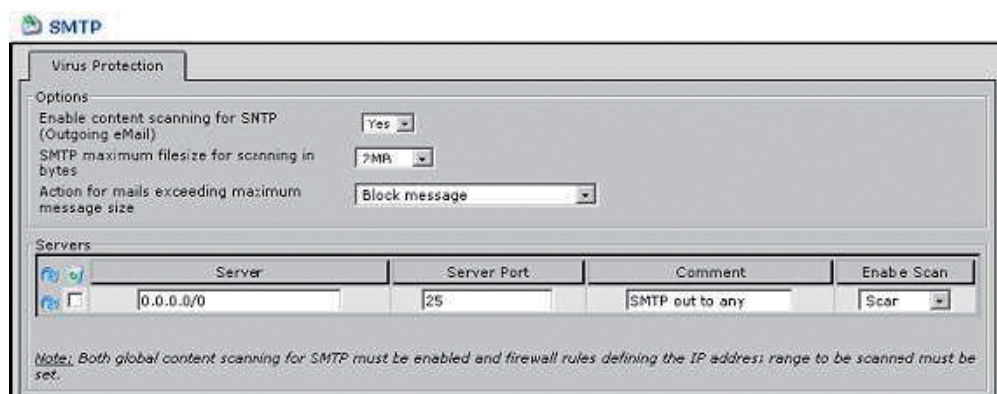 SMTP
Virus Protection
Options
Enable content scanning for SMTP
(Outgoing eMail)
Yes
SMTP maximum filesize for scanning in
bytes
2MB
Action for mails exceeding maximum
message size
Block message
Servers
Server Server Port Comment Enable Scan
0.0.0.0/0 25 SMTP out to any Scan
Note: Both global content scanning for SMTP must be enabled and firewall rules defining the IP address range to be scanned must be
set.